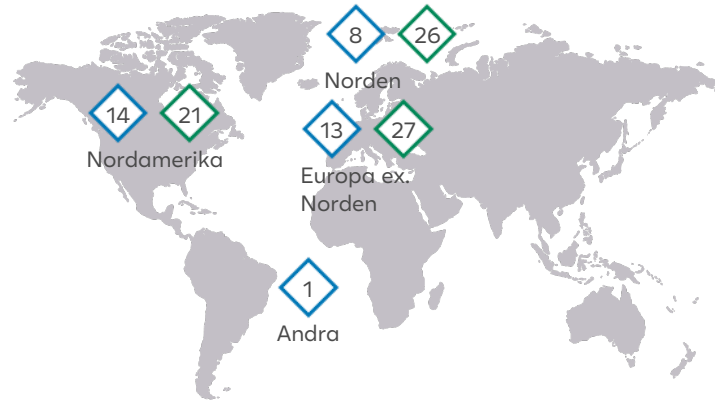 8 26
Norden
14 21
Nordamerika
13 27
Europa ex.
Norden
1
Andra